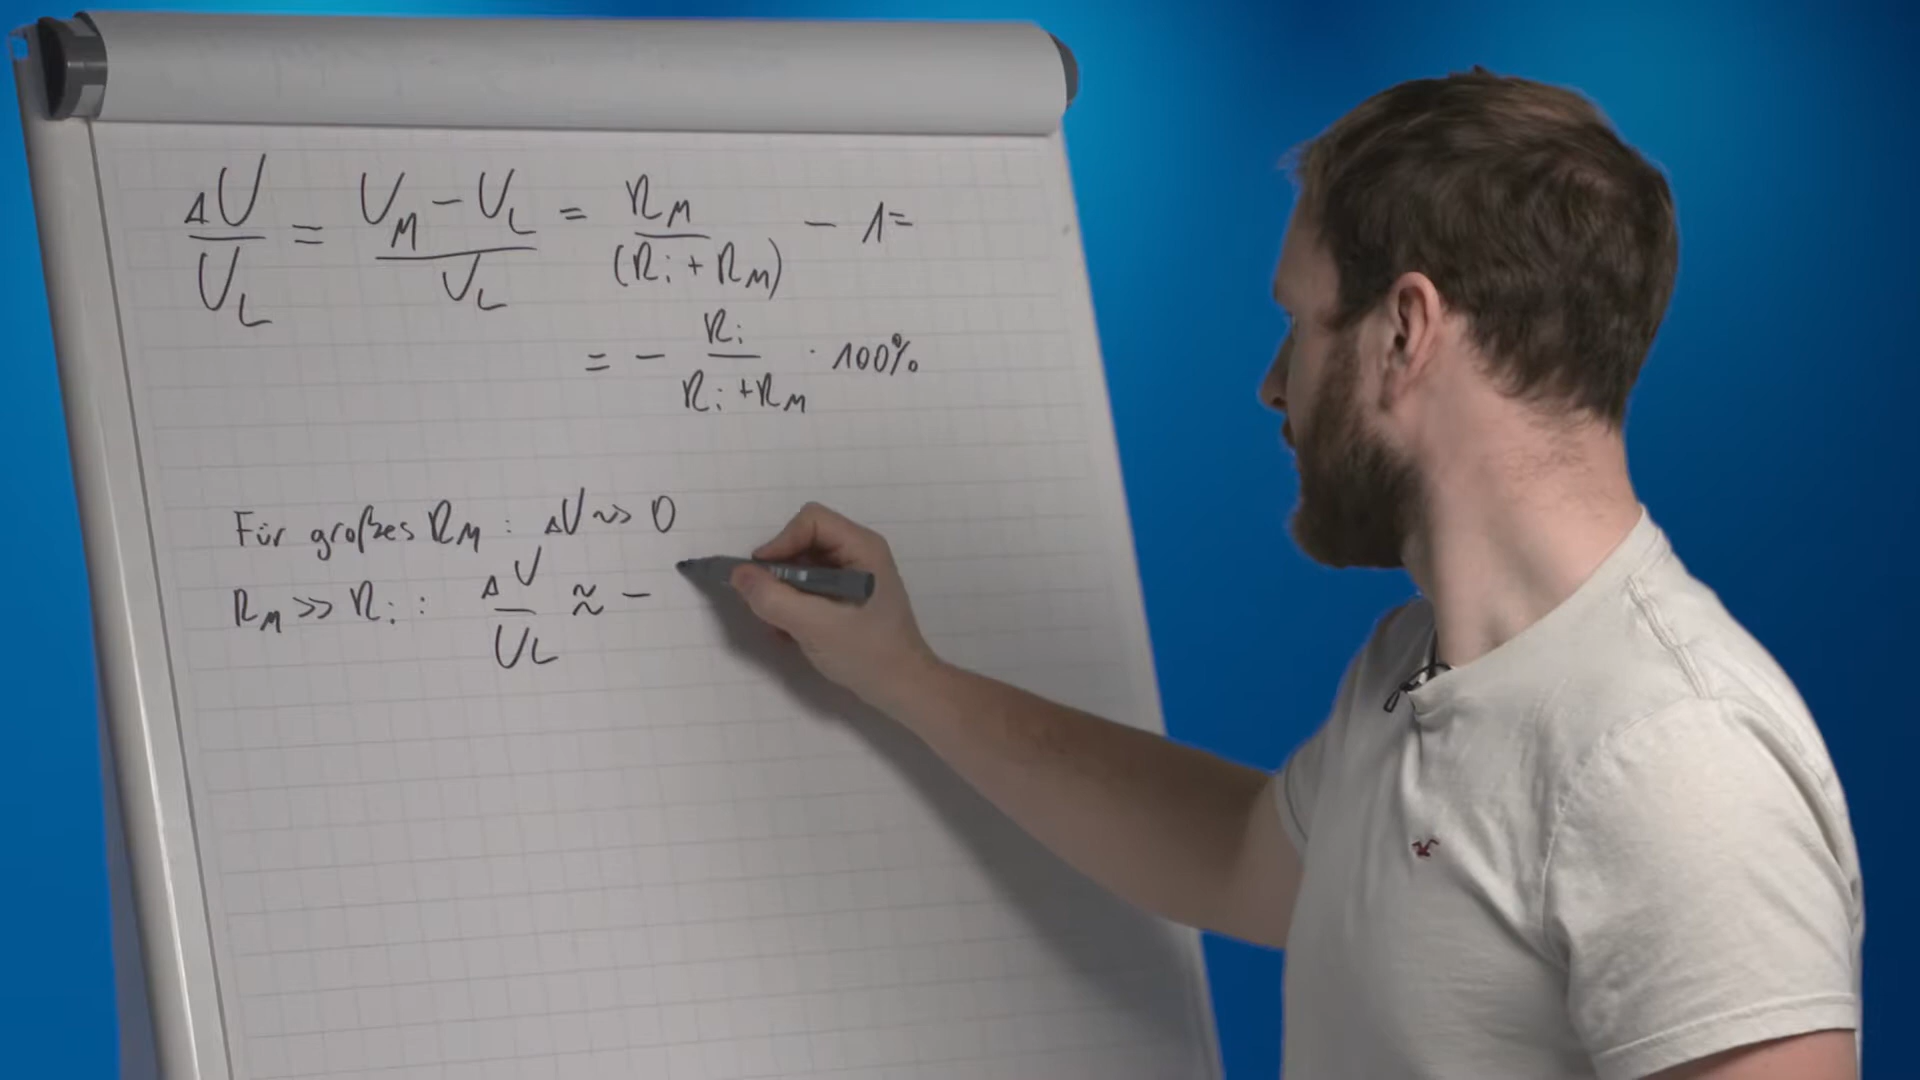 ΔU/U_L = (U_M - U_L)/U_L = R_M/(R_i + R_M) - 1 =
= - R_i/(R_i + R_M) · 100%
Für großes R_M : ΔU ~> 0
R_M >> R_i : ΔU/U_L ≈ -